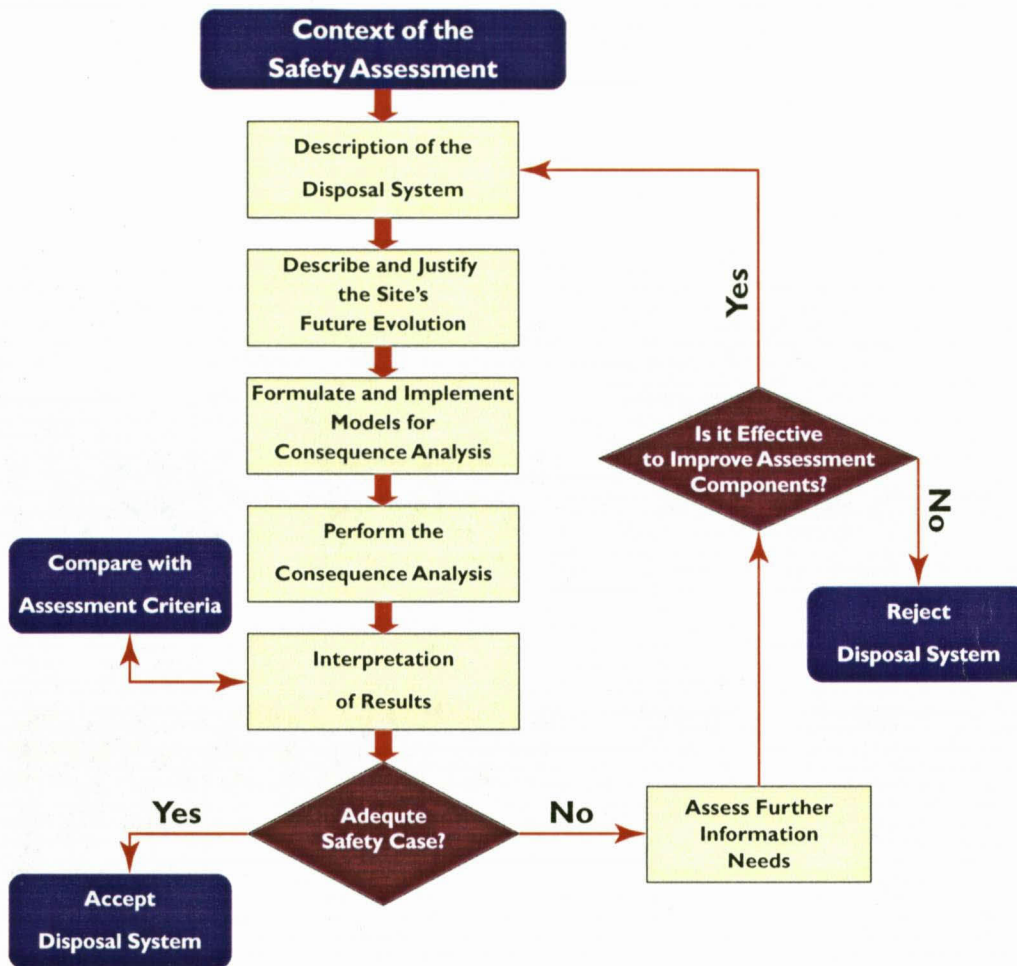 Context of the
Safety Assessment
Description of the
Disposal System
Describe and Justify
the Site's
Future Evolution
Formulate and Implement
Models for
Consequence Analysis
Perform the
Consequence Analysis
Compare with
Assessment Criteria
Interpretation
of Results
Adequte
Safety Case?
Yes
Accept
Disposal System
No
Assess Further
Information
Needs
Is it Effective
to Improve Assessment
Components?
Yes
No
Reject
Disposal System